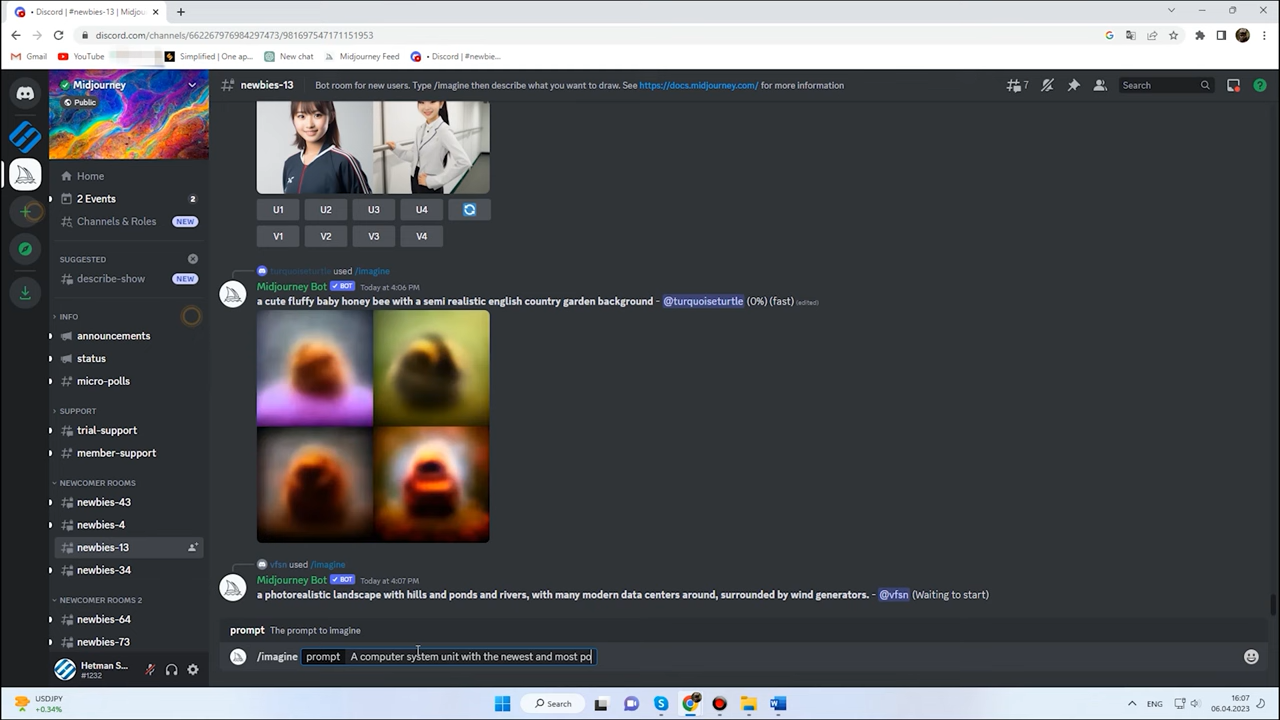 Discord | #newbies-13 | Midjou
discord.com/channels/662267976984297473/981697547171151953
Gmail
YouTube
Simplified | One ap...
New chat
Midjourney Feed
• Discord | #newbie...
Midjourney
Public
newbies-13
Bot room for new users. Type /imagine then describe what you want to draw. See https://docs.midjourney.com/ for more information
7
Search
Home
2 Events
2
Channels & Roles
NEW
SUGGESTED
describe-show
NEW
INFO
announcements
status
micro-polls
SUPPORT
trial-support
member-support
NEWCOMER ROOMS
newbies-43
newbies-4
newbies-13
newbies-34
NEWCOMER ROOMS 2
newbies-64
newbies-73
Hetman S...
#1232
U1 U2 U3 U4
V1 V2 V3 V4
turquoiseturtle used /imagine
Midjourney Bot ✓ BOT Today at 4:06 PM
a cute fluffy baby honey bee with a semi realistic english country garden background - @turquoiseturtle (0%) (fast) (edited)
vfsn used /imagine
Midjourney Bot ✓ BOT Today at 4:07 PM
a photorealistic landscape with hills and ponds and rivers, with many modern data centers around, surrounded by wind generators. - @vfsn (Waiting to start)
prompt The prompt to imagine
/imagine prompt A computer system unit with the newest and most po
USDJPY
+0.34%
Search
ENG
16:07
06.04.2023